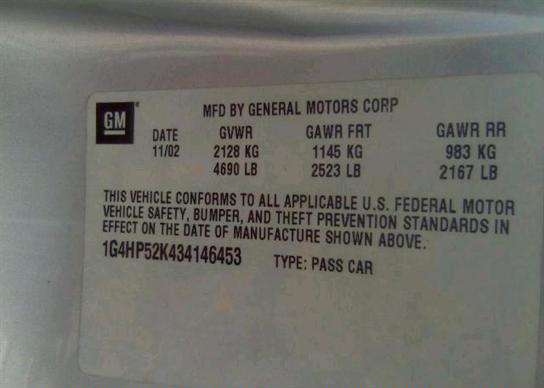 GM
MFD BY GENERAL MOTORS CORP
DATE GVWR GAWR FRT GAWR RR
11/02 2128 KG 1145 KG 983 KG
4690 LB 2523 LB 2167 LB
THIS VEHICLE CONFORMS TO ALL APPLICABLE U.S. FEDERAL MOTOR
VEHICLE SAFETY, BUMPER, AND THEFT PREVENTION STANDARDS IN
EFFECT ON THE DATE OF MANUFACTURE SHOWN ABOVE.
1G4HP52K434146453 TYPE: PASS CAR